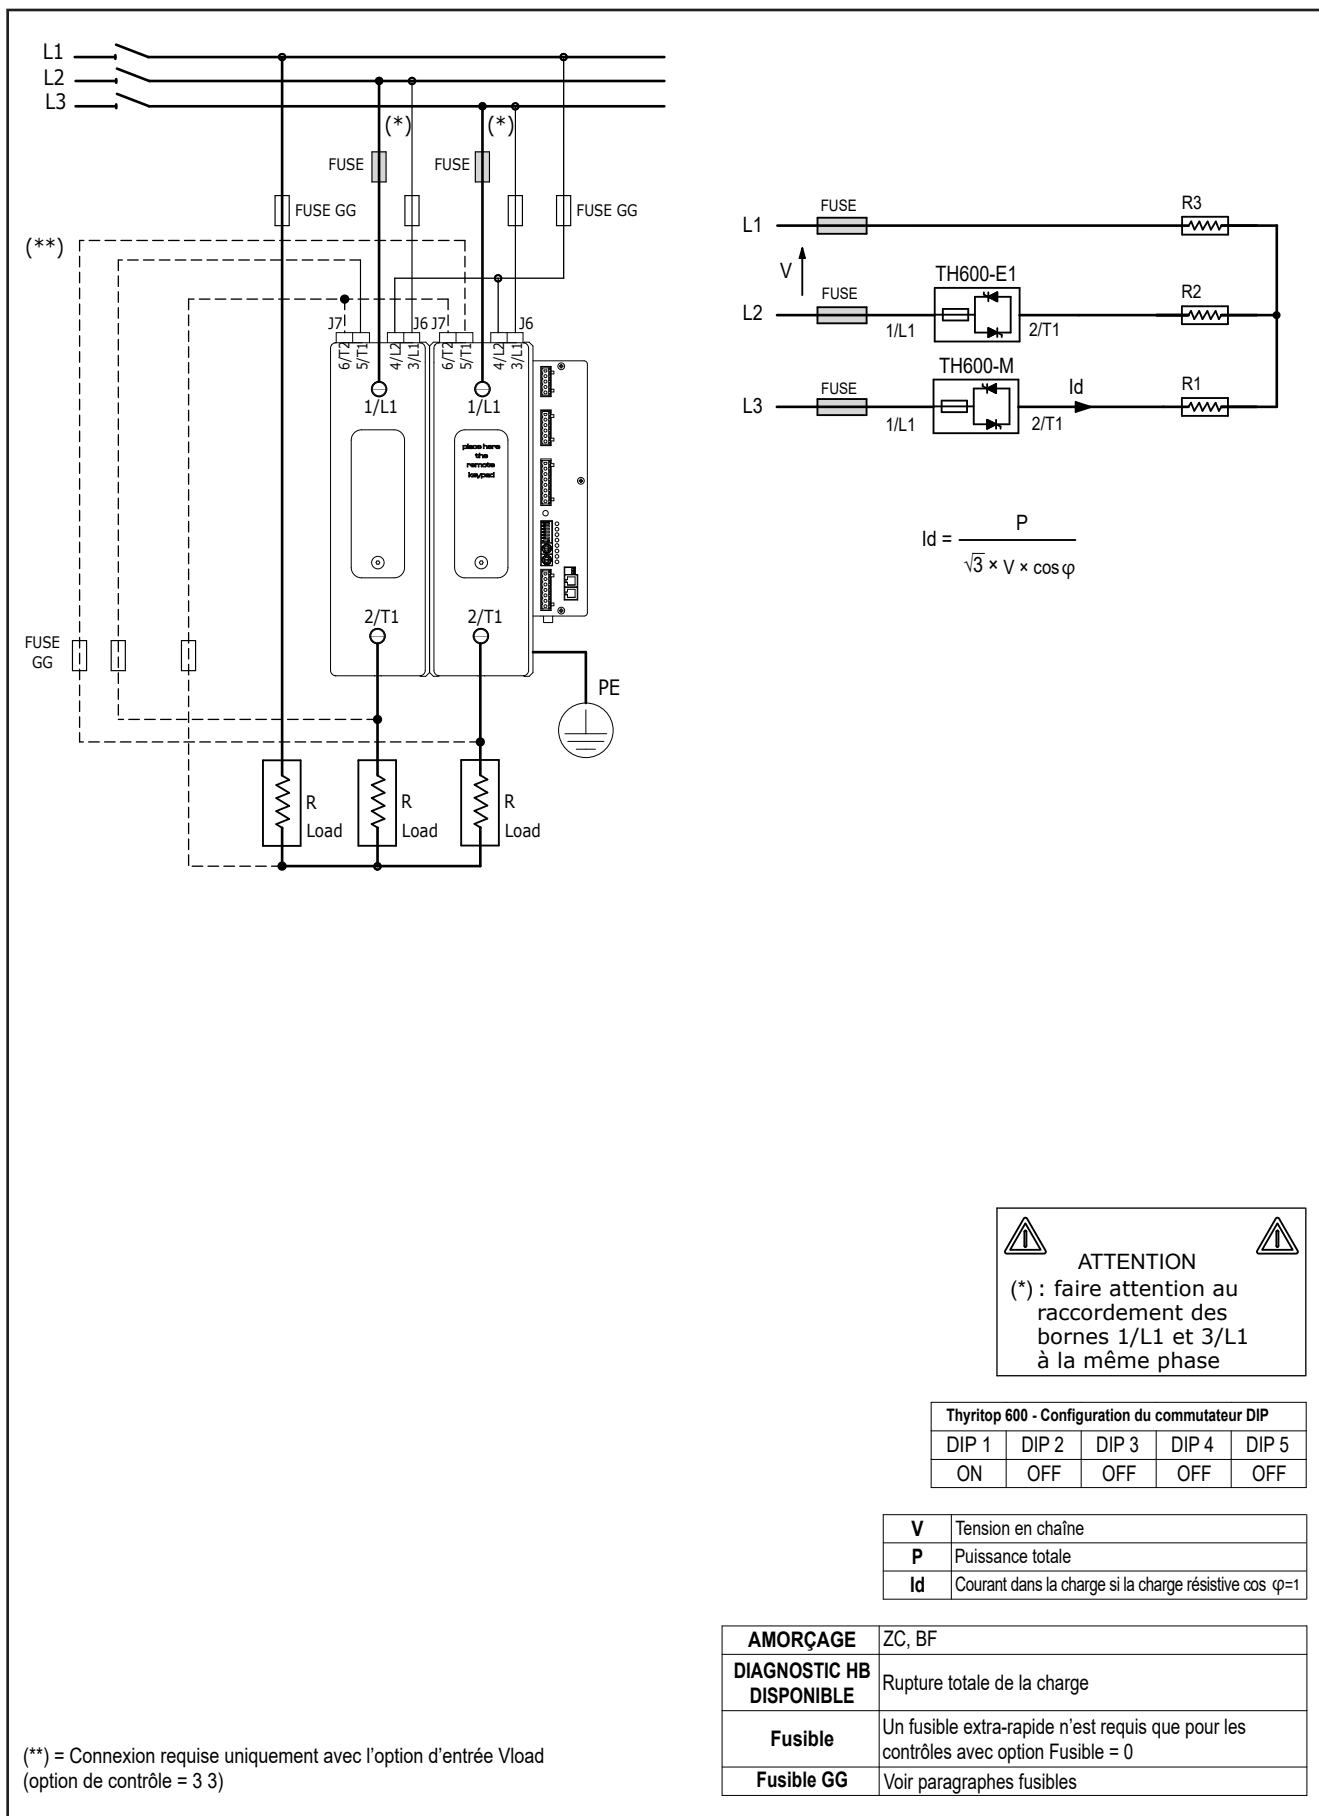 L1
L2
L3
(*)
(*)
FUSE
FUSE
FUSE GG
FUSE GG
(**)
J7
J6
J7
J6
6/T2
5/T1
4/L2
3/L1
6/T2
5/T1
4/L2
3/L1
1/L1
1/L1
place here
the
remote
keypad
2/T1
2/T1
FUSE
GG
PE
R
Load
R
Load
R
Load
L1
FUSE
R3
V
TH600-E1
L2
FUSE
1/L1
2/T1
R2
TH600-M
L3
FUSE
1/L1
2/T1
Id
R1
Id = P
√3 × V × cos φ
ATTENTION
(*) : faire attention au
raccordement des
bornes 1/L1 et 3/L1
à la même phase
Thyritop 600 - Configuration du commutateur DIP
DIP 1 DIP 2 DIP 3 DIP 4 DIP 5
ON OFF OFF OFF OFF
V Tension en chaîne
P Puissance totale
Id Courant dans la charge si la charge résistive cos φ=1
AMORÇAGE ZC, BF
DIAGNOSTIC HB
DISPONIBLE
Rupture totale de la charge
Fusible
Un fusible extra-rapide n’est requis que pour les
contrôles avec option Fusible = 0
Fusible GG Voir paragraphes fusibles
(**) = Connexion requise uniquement avec l’option d’entrée Vload
(option de contrôle = 3 3)